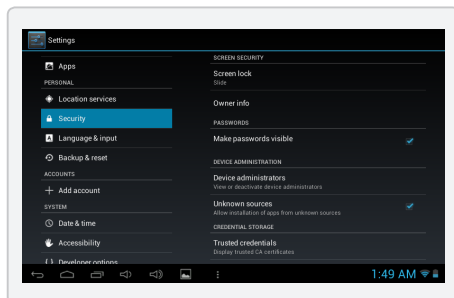 Settings
Apps
PERSONAL
Location services
Security
Language & input
Backup & reset
ACCOUNTS
Add account
SYSTEM
Date & time
Accessibility
{ } Developer options
SCREEN SECURITY
Screen lock
Slide
Owner info
PASSWORDS
Make passwords visible
DEVICE ADMINISTRATION
Device administrators
View or deactivate device administrators
Unknown sources
Allow installation of apps from unknown sources
CREDENTIAL STORAGE
Trusted credentials
Display trusted CA certificates
1:49 AM